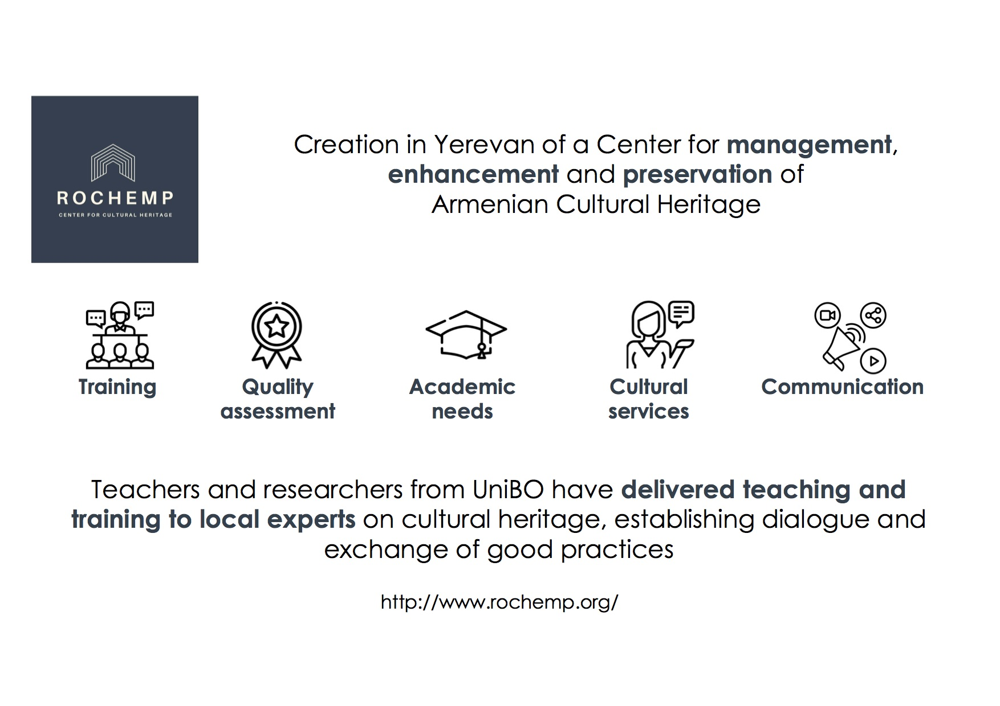 ROCHEMP
CENTER FOR CULTURAL HERITAGE
Creation in Yerevan of a Center for management,
enhancement and preservation of
Armenian Cultural Heritage
Training
Quality
assessment
Academic
needs
Cultural
services
Communication
Teachers and researchers from UniBO have delivered teaching and
training to local experts on cultural heritage, establishing dialogue and
exchange of good practices
http://www.rochemp.org/